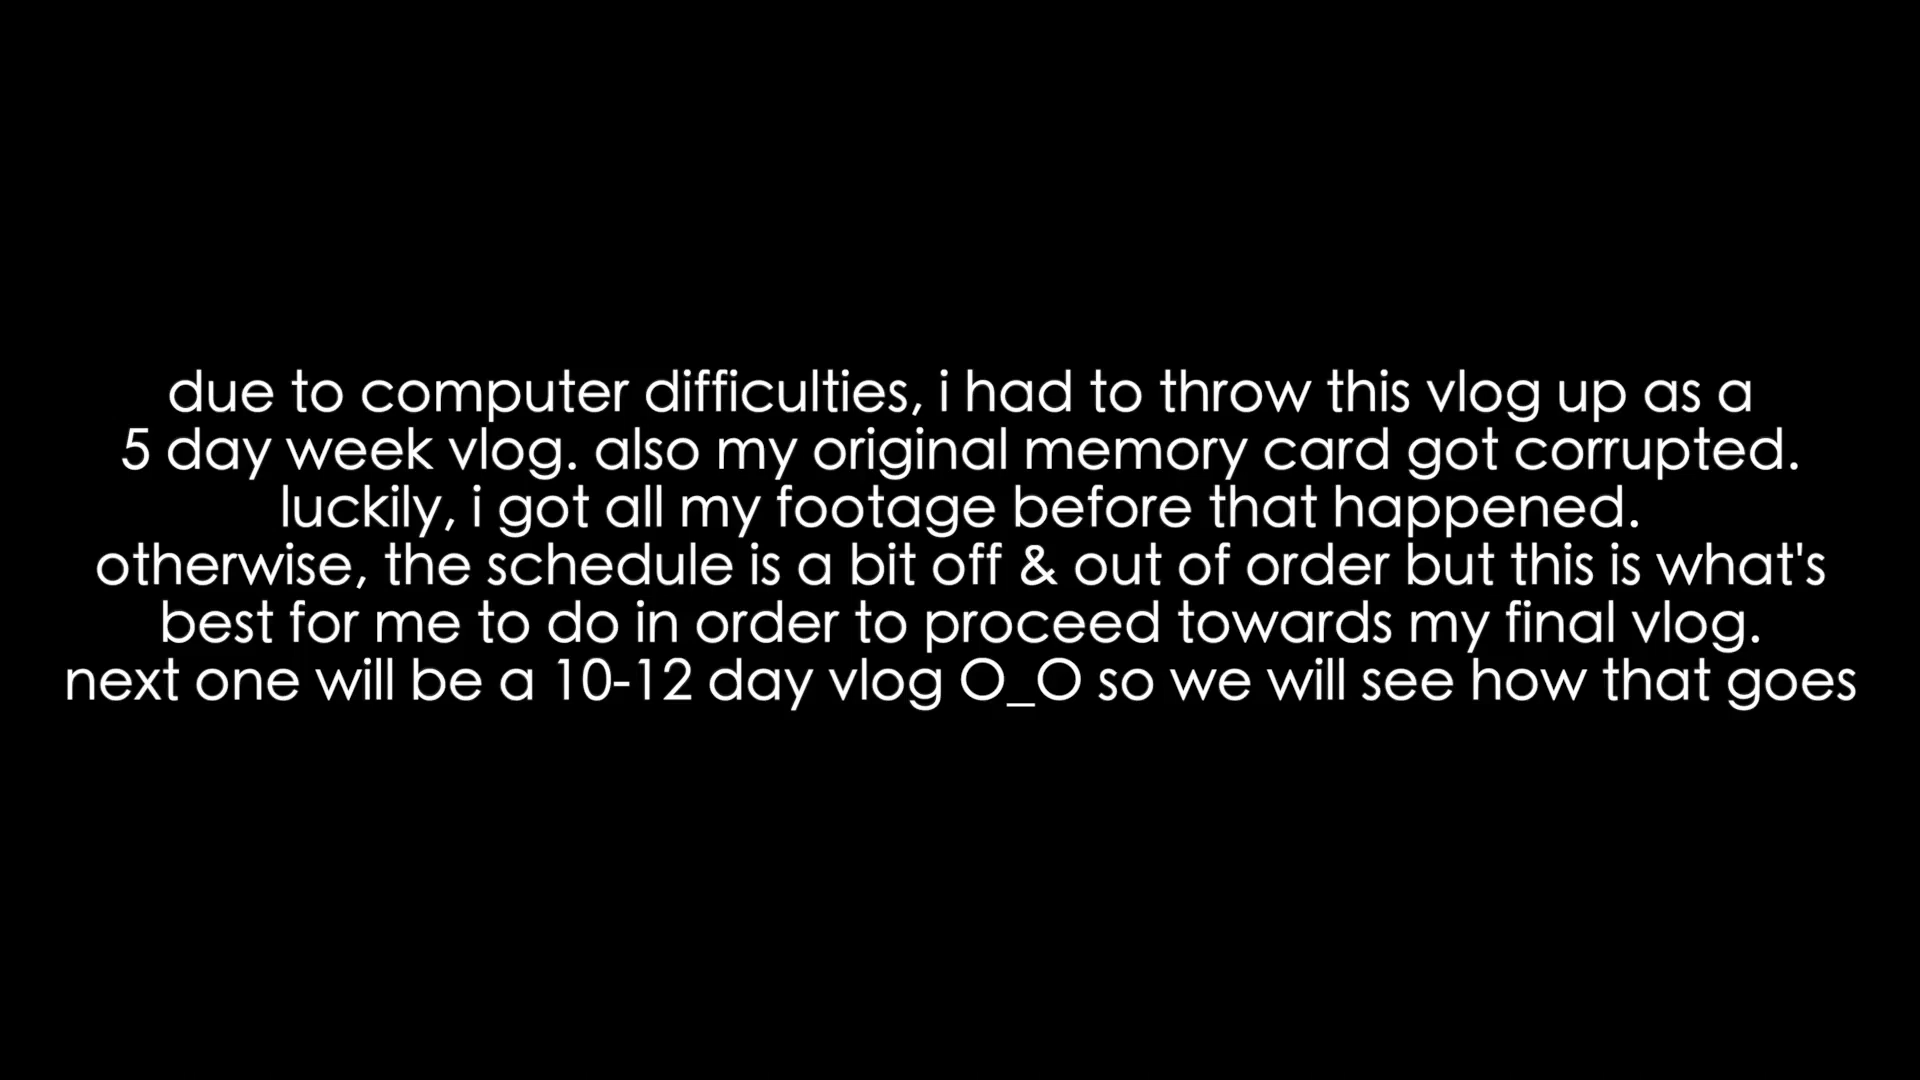 due to computer difficulties, i had to throw this vlog up as a
5 day week vlog. also my original memory card got corrupted.
luckily, i got all my footage before that happened.
otherwise, the schedule is a bit off & out of order but this is what's
best for me to do in order to proceed towards my final vlog.
next one will be a 10-12 day vlog O_O so we will see how that goes